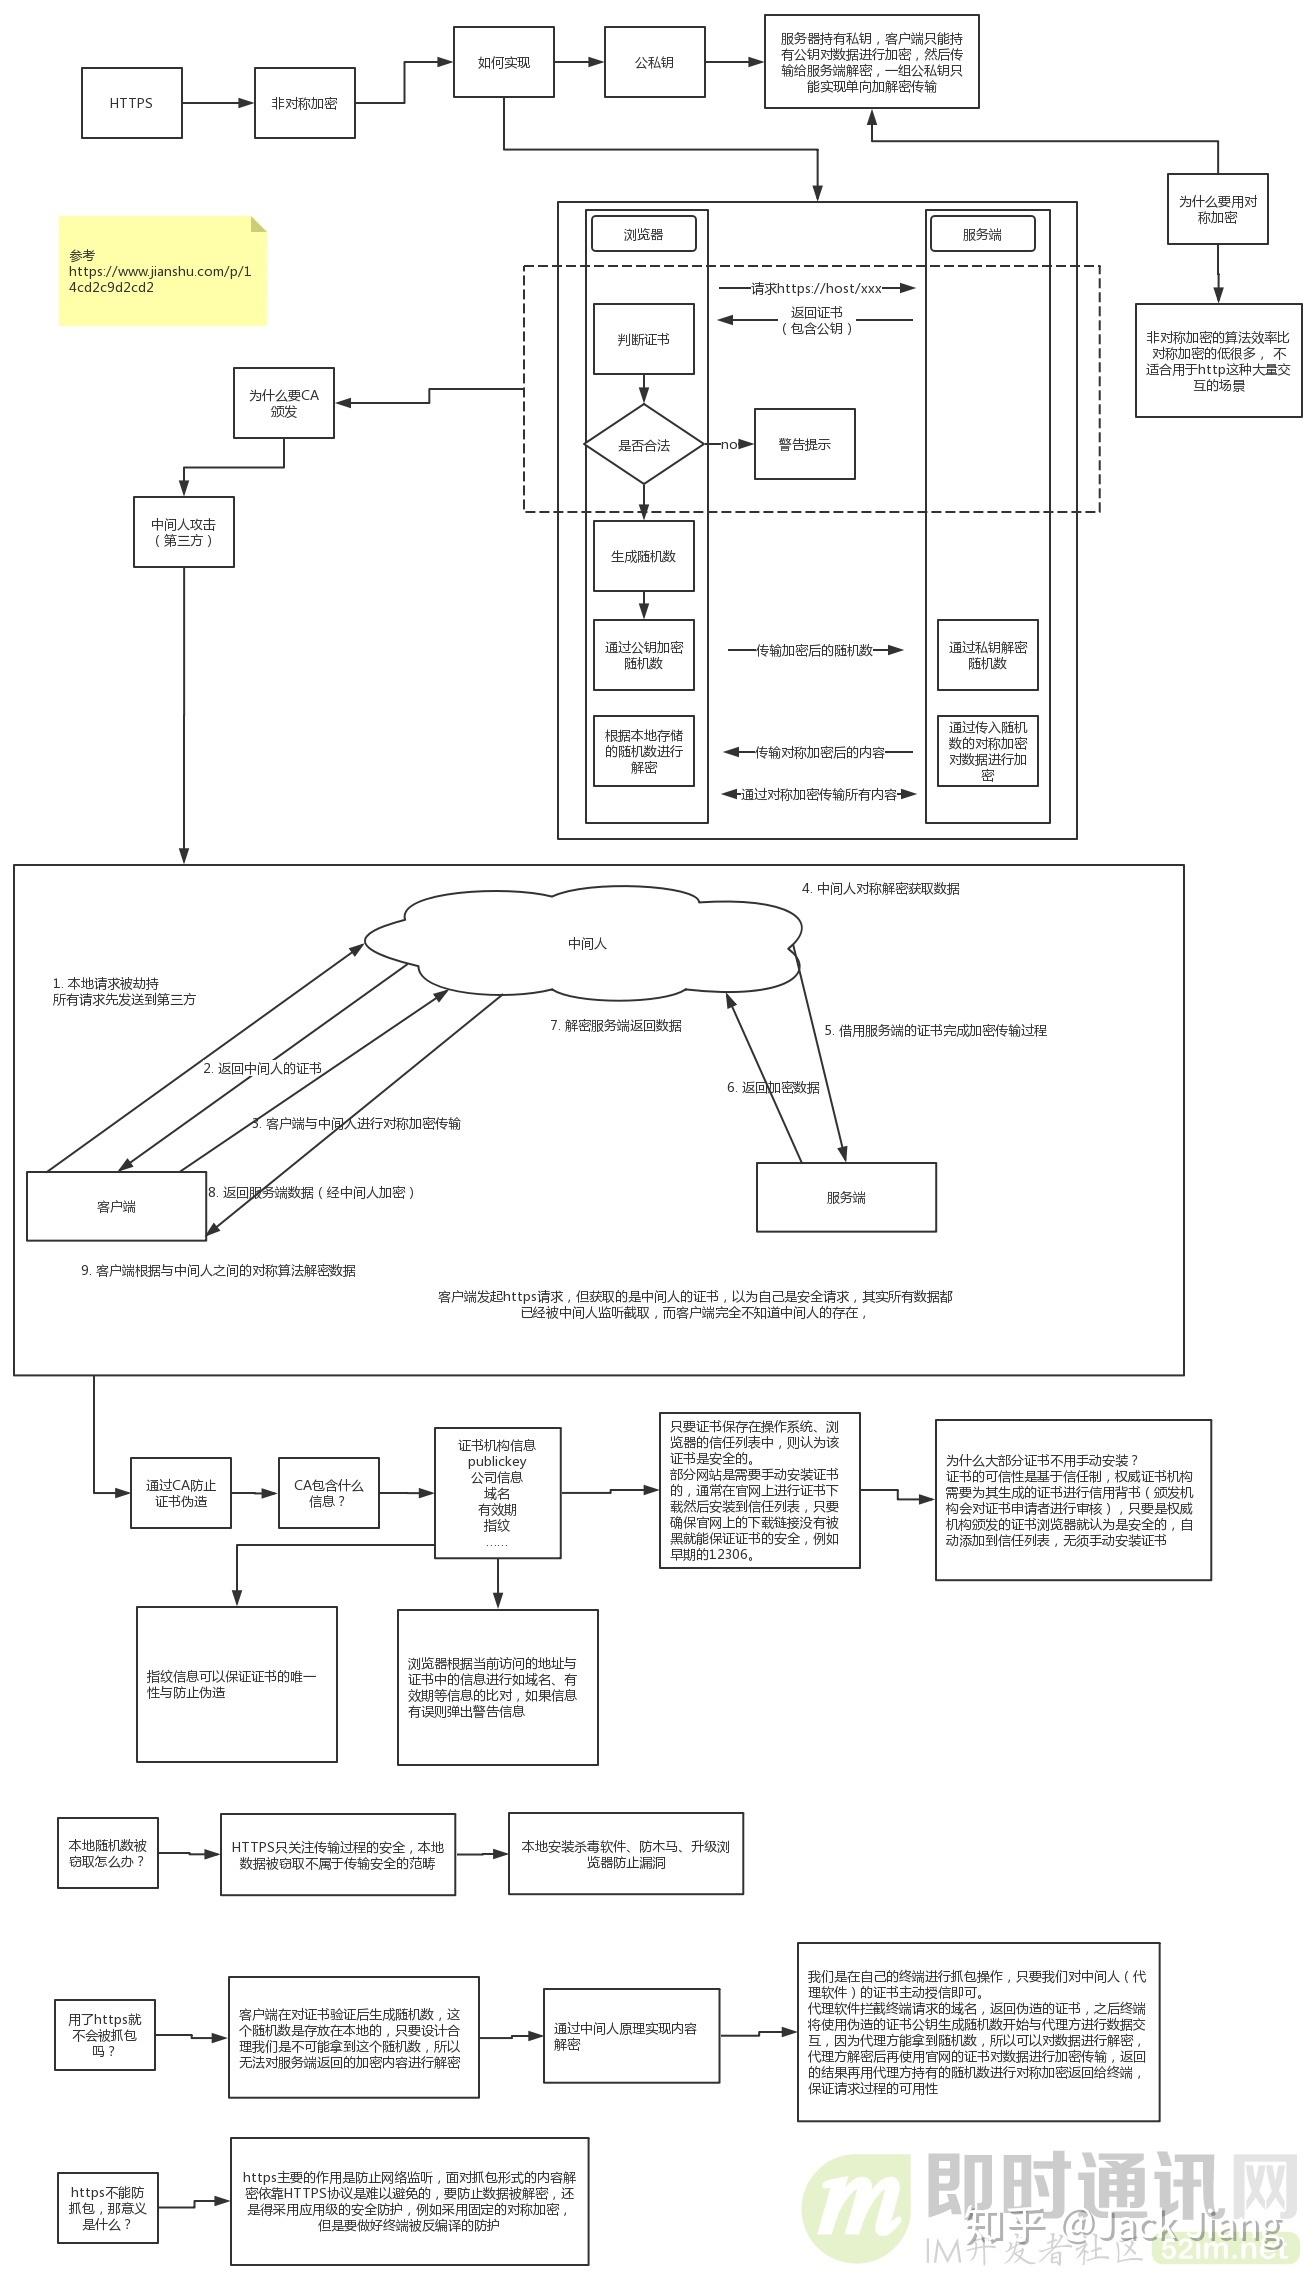 HTTPS
非对称加密
如何实现
公私钥
服务器持有私钥，客户端只能持
有公钥对数据进行加密，然后传
输给服务端解密，一组公私钥只
能实现单向加解密传输
为什么要用对
称加密
非对称加密的算法效率比
对称加密的低很多， 不
适合用于http这种大量交
互的场景
参考
https://www.jianshu.com/p/1
4cd2c9d2cd2
浏览器
服务端
请求https://host/xxx
返回证书
（包含公钥）
判断证书
是否合法
no
警告提示
生成随机数
通过公钥加密
随机数
传输加密后的随机数
通过私钥解密
随机数
根据本地存储
的随机数进行
解密
传输对称加密后的内容
通过传入随机
数的对称加密
对数据进行加
密
通过对称加密传输所有内容
为什么要CA
颁发
中间人攻击
（第三方）
4. 中间人对称解密获取数据
中间人
1. 本地请求被劫持
所有请求先发送到第三方
7. 解密服务端返回数据
5. 借用服务端的证书完成加密传输过程
2. 返回中间人的证书
6. 返回加密数据
3. 客户端与中间人进行对称加密传输
8. 返回服务端数据（经中间人加密）
客户端
服务端
9. 客户端根据与中间人之间的对称算法解密数据
客户端发起https请求，但获取的是中间人的证书，以为自己是安全请求，其实所有数据都
已经被中间人监听截取，而客户端完全不知道中间人的存在，
通过CA防止
证书伪造
CA包含什么
信息？
证书机构信息
publickey
公司信息
域名
有效期
指纹
……
只要证书保存在操作系统、浏
览器的信任列表中，则认为该
证书是安全的。
部分网站是需要手动安装证书
的，通常在官网上进行证书下
载然后安装到信任列表，只要
确保官网上的下载链接没有被
黑就能保证证书的安全，例如
早期的12306。
为什么大部分证书不用手动安装？
证书的可信性是基于信任制，权威证书机构
需要为其生成的证书进行信用背书（颁发机
构会对证书申请者进行审核），只要是权威
机构颁发的证书浏览器就认为是安全的，自
动添加到信任列表，无须手动安装证书
指纹信息可以保证证书的唯一
性与防止伪造
浏览器根据当前访问的地址与
证书中的信息进行如域名、有
效期等信息的比对，如果信息
有误则弹出警告信息
本地随机数被
窃取怎么办？
HTTPS只关注传输过程的安全，本地
数据被窃取不属于传输安全的范畴
本地安装杀毒软件、防木马、升级浏
览器防止漏洞
用了https就
不会被抓包
吗？
客户端在对证书验证后生成随机数，这
个随机数是存放在本地的，只要设计合
理我们是不可能拿到这个随机数，所以
无法对服务端返回的加密内容进行解密
通过中间人原理实现内容
解密
我们是在自己的终端进行抓包操作，只要我们对中间人（代
理软件）的证书主动授信即可。
代理软件拦截终端请求的域名，返回伪造的证书，之后终端
将使用伪造的证书公钥生成随机数开始与代理方进行数据交
互，因为代理方能拿到随机数，所以可以对数据进行解密，
代理方解密后再使用官网的证书对数据进行加密传输，返回
的结果再用代理方持有的随机数进行对称加密返回给终端，
保证请求过程的可用性
https不能防
抓包，那意义
是什么？
https主要的作用是防止网络监听，面对抓包形式的内容解
密依靠HTTPS协议是难以避免的，要防止数据被解密，还
是得采用应用级的安全防护，例如采用固定的对称加密，
但是要做好终端被反编译的防护
m
即时通讯网
知乎 @Jack Jiang
IM开发者社区
52im.net